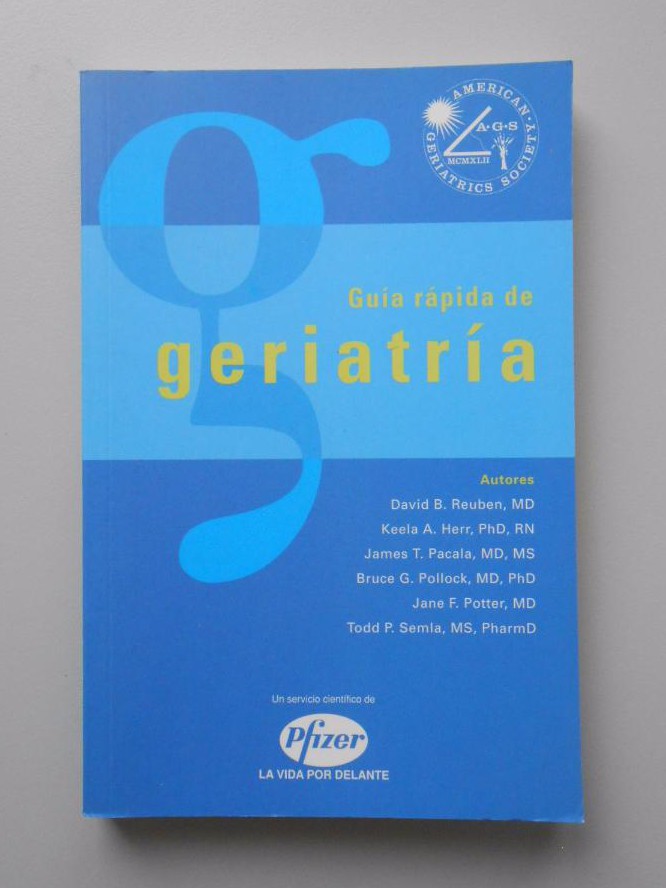 AMERICAN
GERIATRICS SOCIETY
A·G·S
MCMXLII
g
Guía rápida de
geriatría
Autores
David B. Reuben, MD
Keela A. Herr, PhD, RN
James T. Pacala, MD, MS
Bruce G. Pollock, MD, PhD
Jane F. Potter, MD
Todd P. Semla, MS, PharmD
Un servicio científico de
Pfizer
LA VIDA POR DELANTE